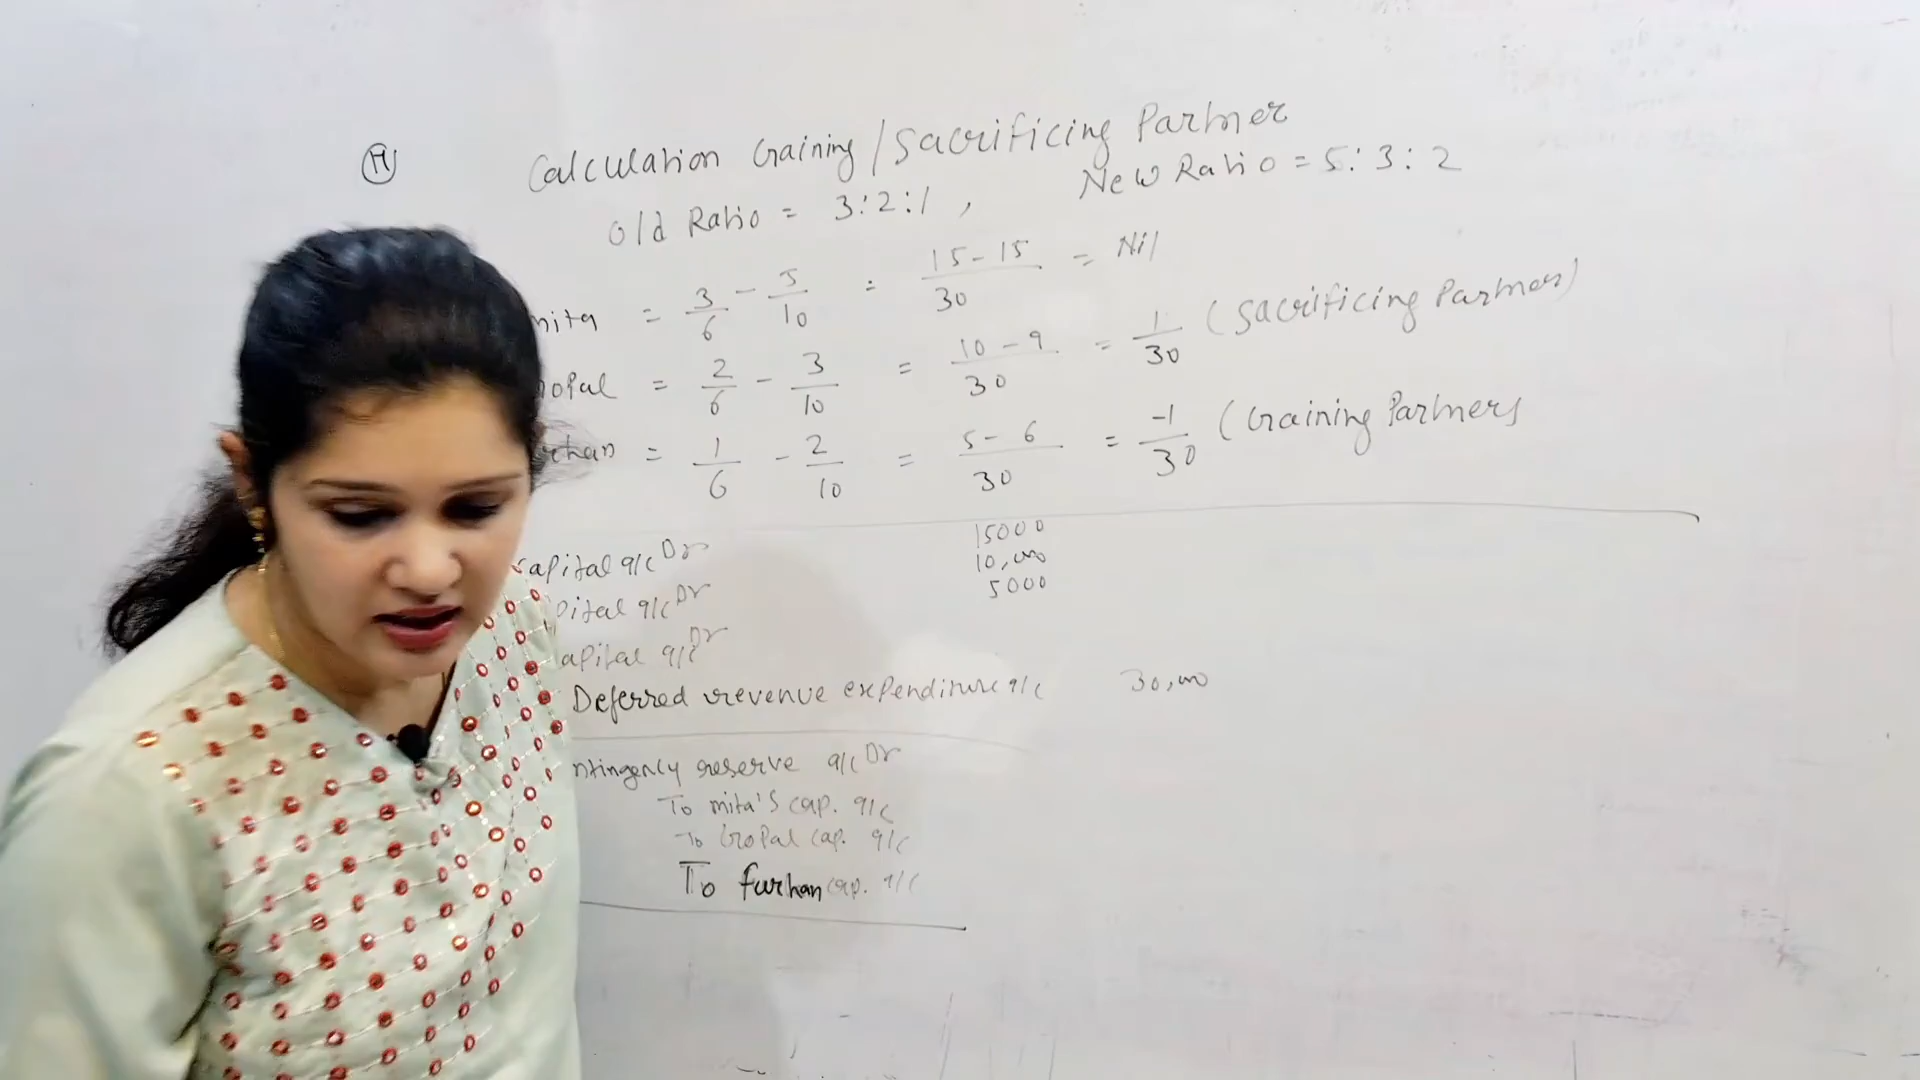 H
Calculation Gaining/Sacrificing Partner
Old Ratio = 3:2:1 , New Ratio = 5:3:2
mita = 3/6 - 5/10 = 15-15/30 = Nil
opal = 2/6 - 3/10 = 10-9/30 = 1/30 (Sacrificing Partner)
rhan = 1/6 - 2/10 = 5-6/30 = -1/30 (Gaining Partners
capital a/c Dr 15000
pital a/c Dr 10,000
apital a/c Dr 5000
Deferred revenue expenditure a/c 30,000
ntingency reserve a/c Dr
To mita's cap. a/c
To Gopal cap. a/c
To farhan cap. a/c